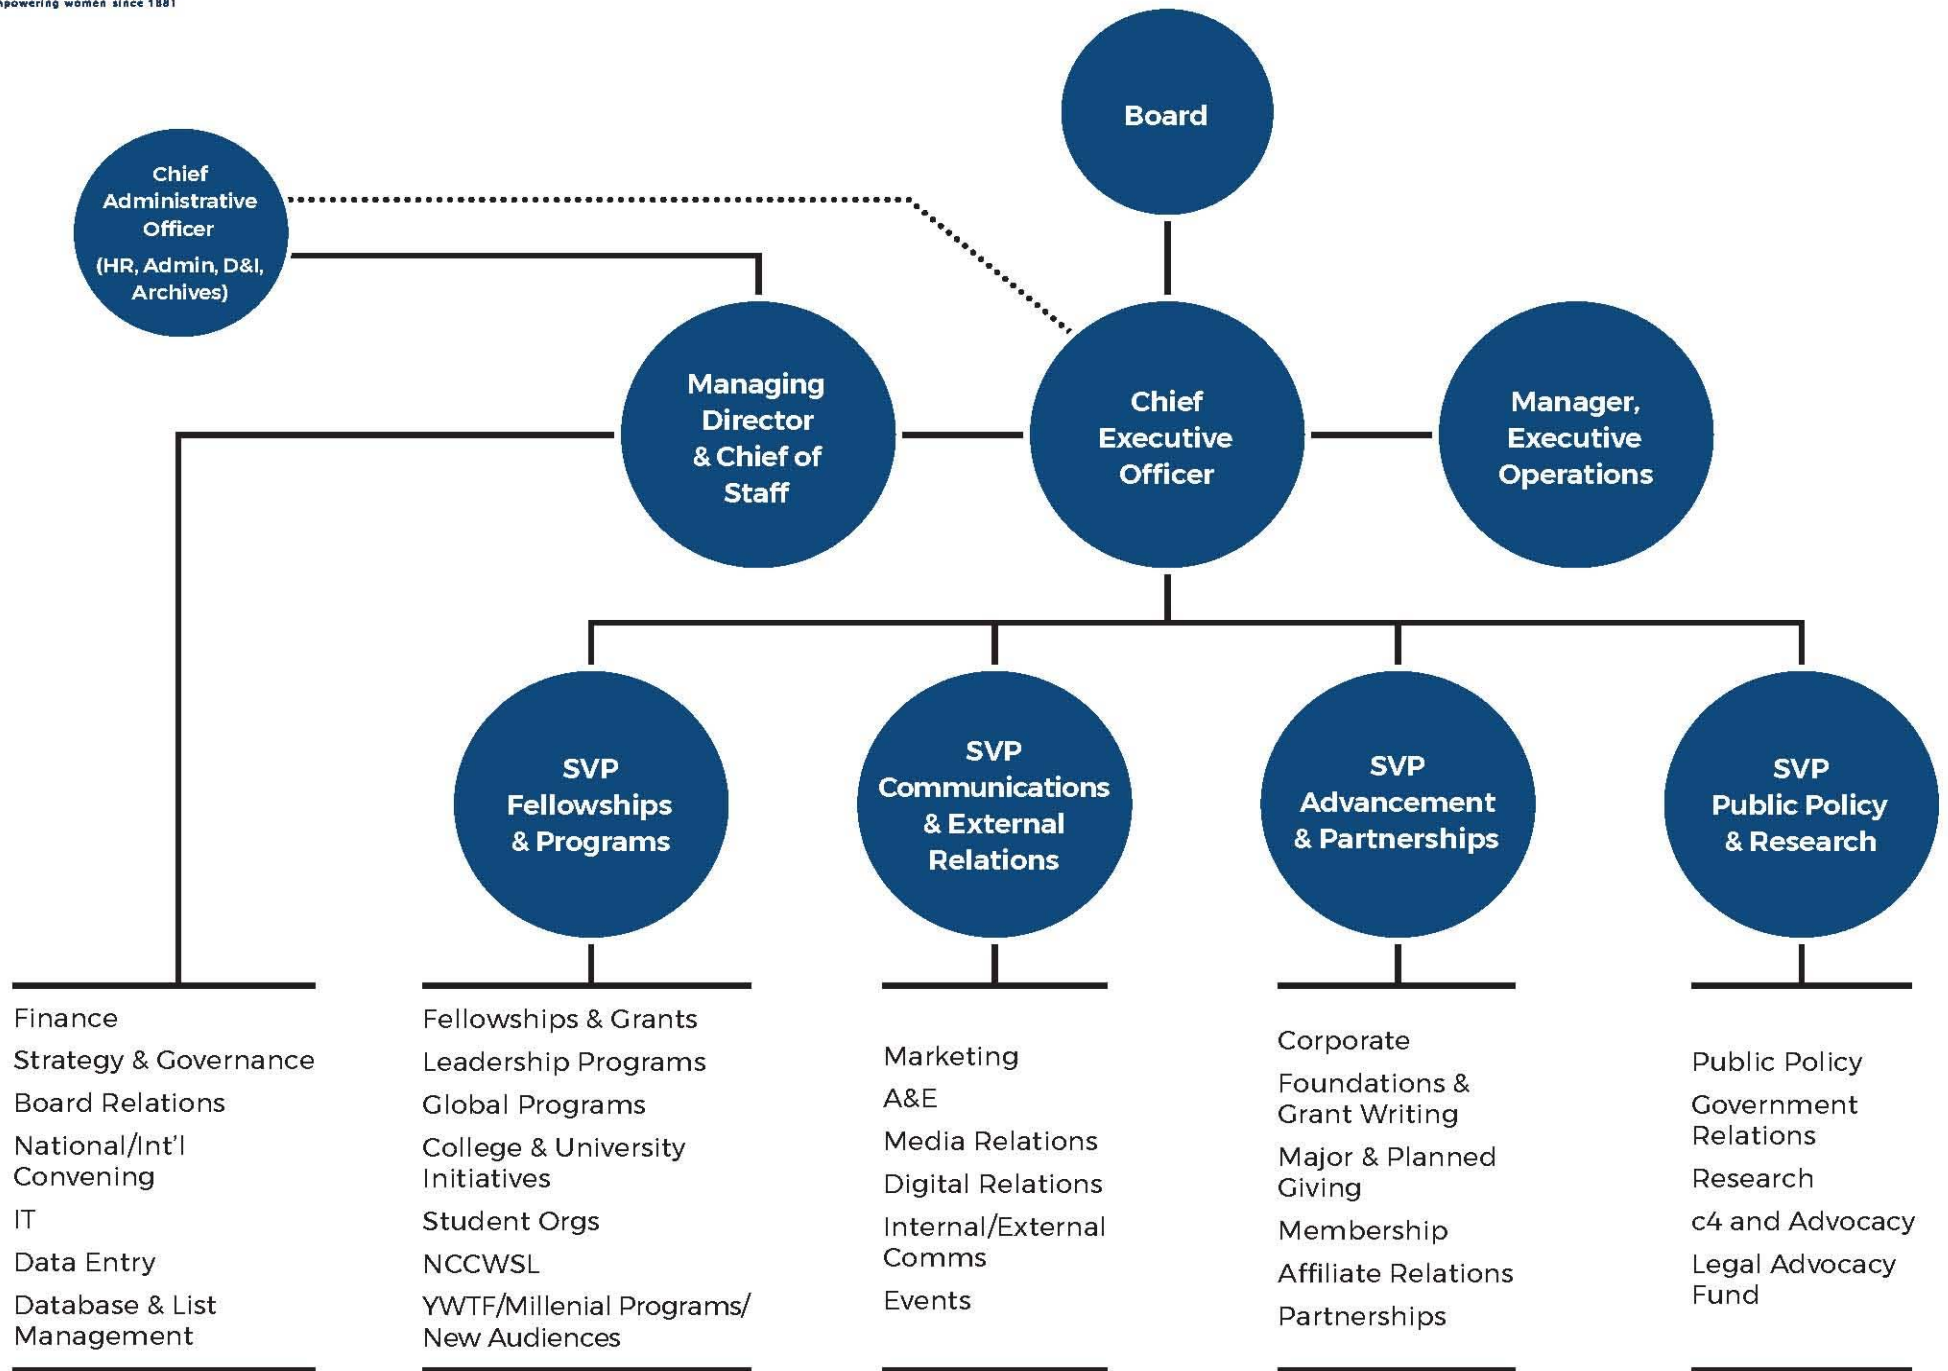 empowering women since 1881
Board
Chief
Administrative
Officer
(HR, Admin, D&I,
Archives)
Managing
Director
& Chief of
Staff
Chief
Executive
Officer
Manager,
Executive
Operations
SVP
Fellowships
& Programs
SVP
Communications
& External
Relations
SVP
Advancement
& Partnerships
SVP
Public Policy
& Research
Finance
Strategy & Governance
Board Relations
National/Int'l
Convening
IT
Data Entry
Database & List
Management
Fellowships & Grants
Leadership Programs
Global Programs
College & University
Initiatives
Student Orgs
NCCWSL
YWTF/Millenial Programs/
New Audiences
Marketing
A&E
Media Relations
Digital Relations
Internal/External
Comms
Events
Corporate
Foundations &
Grant Writing
Major & Planned
Giving
Membership
Affiliate Relations
Partnerships
Public Policy
Government
Relations
Research
c4 and Advocacy
Legal Advocacy
Fund